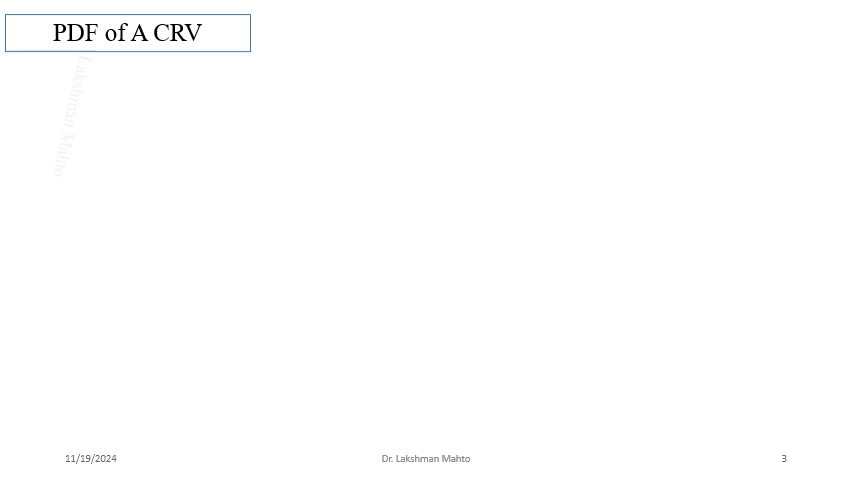 PDF of A CRV
Lakshman Mahto
11/19/2024
Dr. Lakshman Mahto
3